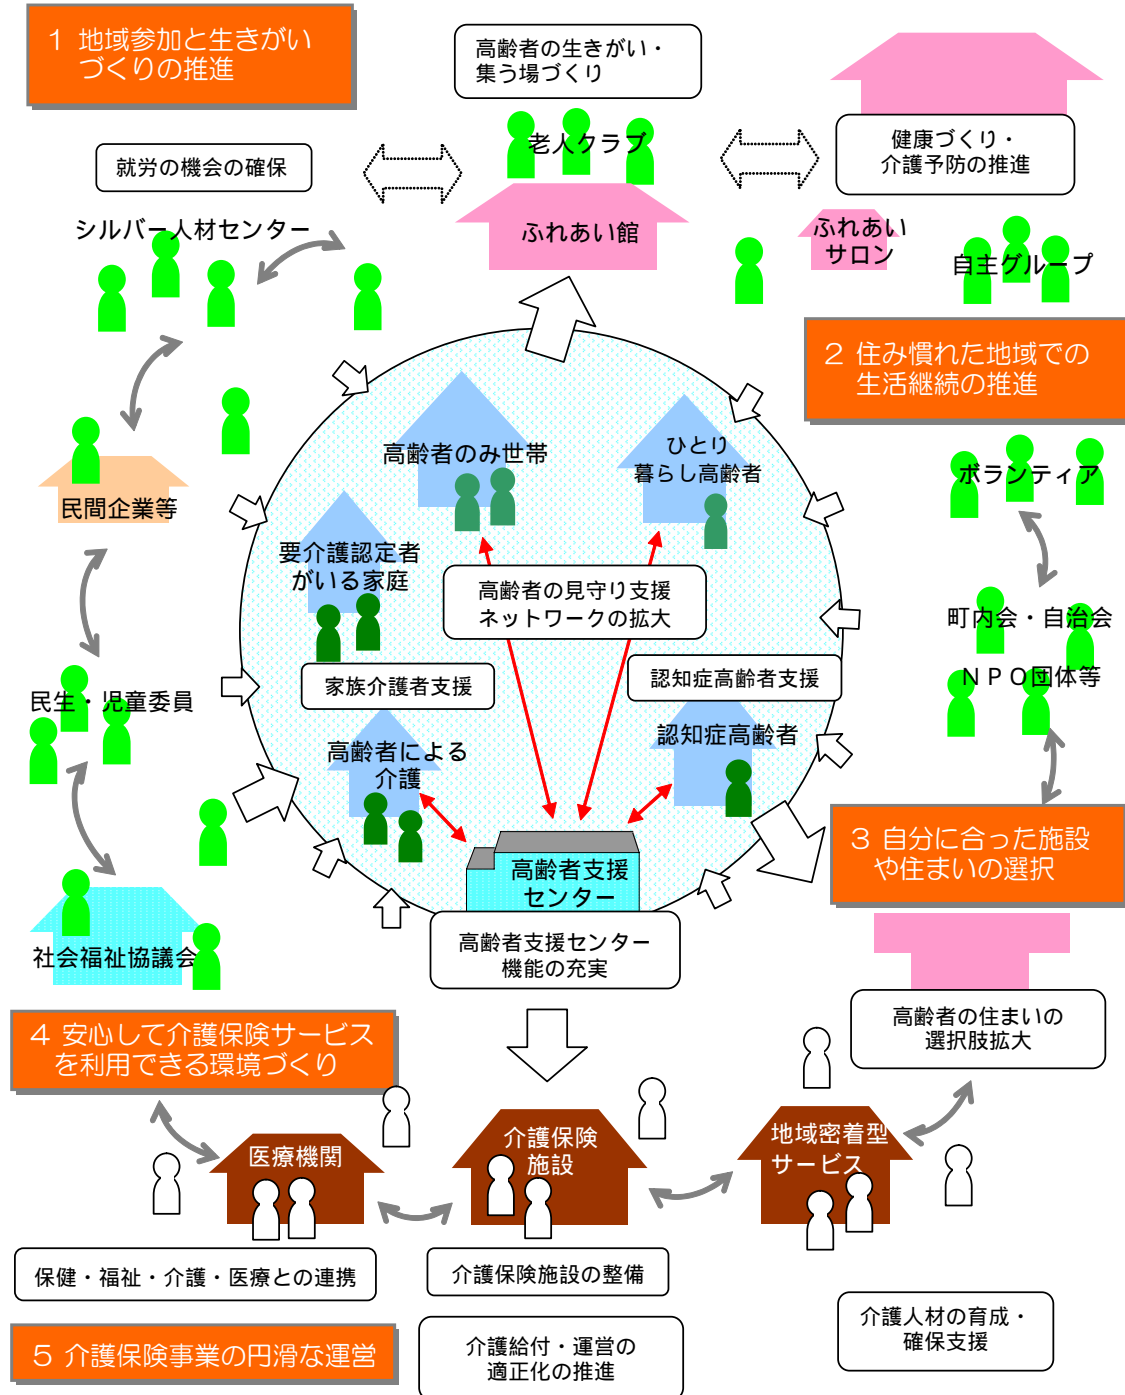 1 地域参加と生きがい
づくりの推進
高齢者の生きがい・
集う場づくり
老人クラブ
健康づくり・
介護予防の推進
就労の機会の確保
シルバー人材センター
ふれあい館
ふれあい
サロン
自主グループ
2 住み慣れた地域での
生活継続の推進
高齢者のみ世帯
ひとり
暮らし高齢者
ボランティア
民間企業等
要介護認定者
がいる家庭
高齢者の見守り支援
ネットワークの拡大
町内会・自治会
ＮＰＯ団体等
家族介護者支援
認知症高齢者支援
民生・児童委員
高齢者による
介護
認知症高齢者
3 自分に合った施設
や住まいの選択
高齢者支援
センター
高齢者支援センター
機能の充実
社会福祉協議会
高齢者の住まいの
選択肢拡大
4 安心して介護保険サービス
を利用できる環境づくり
医療機関
介護保険
施設
地域密着型
サービス
保健・福祉・介護・医療との連携
介護保険施設の整備
介護人材の育成・
確保支援
5 介護保険事業の円滑な運営
介護給付・運営の
適正化の推進